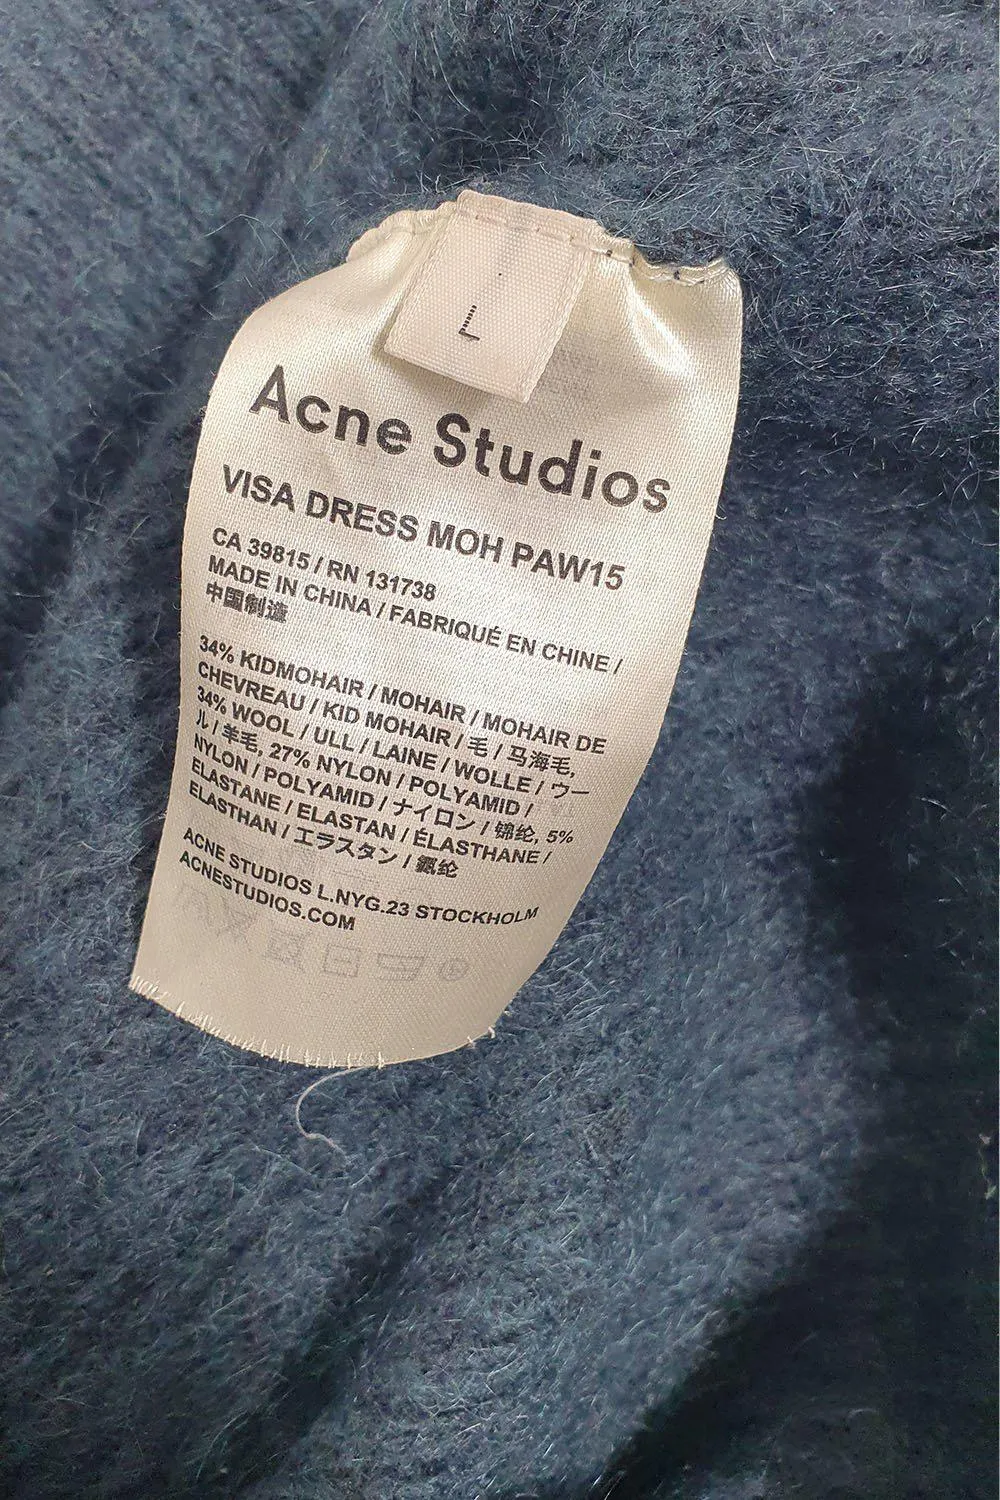 L
Acne Studios
VISA DRESS MOH PAW15
CA 39815 / RN 131738
MADE IN CHINA / FABRIQUÉ EN CHINE /
中国制造
34% KIDMOHAIR / MOHAIR / MOHAIR DE
CHEVREAU / KID MOHAIR / 毛 / 马海毛,
34% WOOL / ULL / LAINE / WOLLE / ウー
ル / 羊毛, 27% NYLON / POLYAMID /
NYLON / POLYAMID / ナイロン / 锦纶, 5%
ELASTANE / ELASTAN / ÉLASTHANE /
ELASTHAN / エラスタン / 氨纶
ACNE STUDIOS L.NYG.23 STOCKHOLM
ACNESTUDIOS.COM